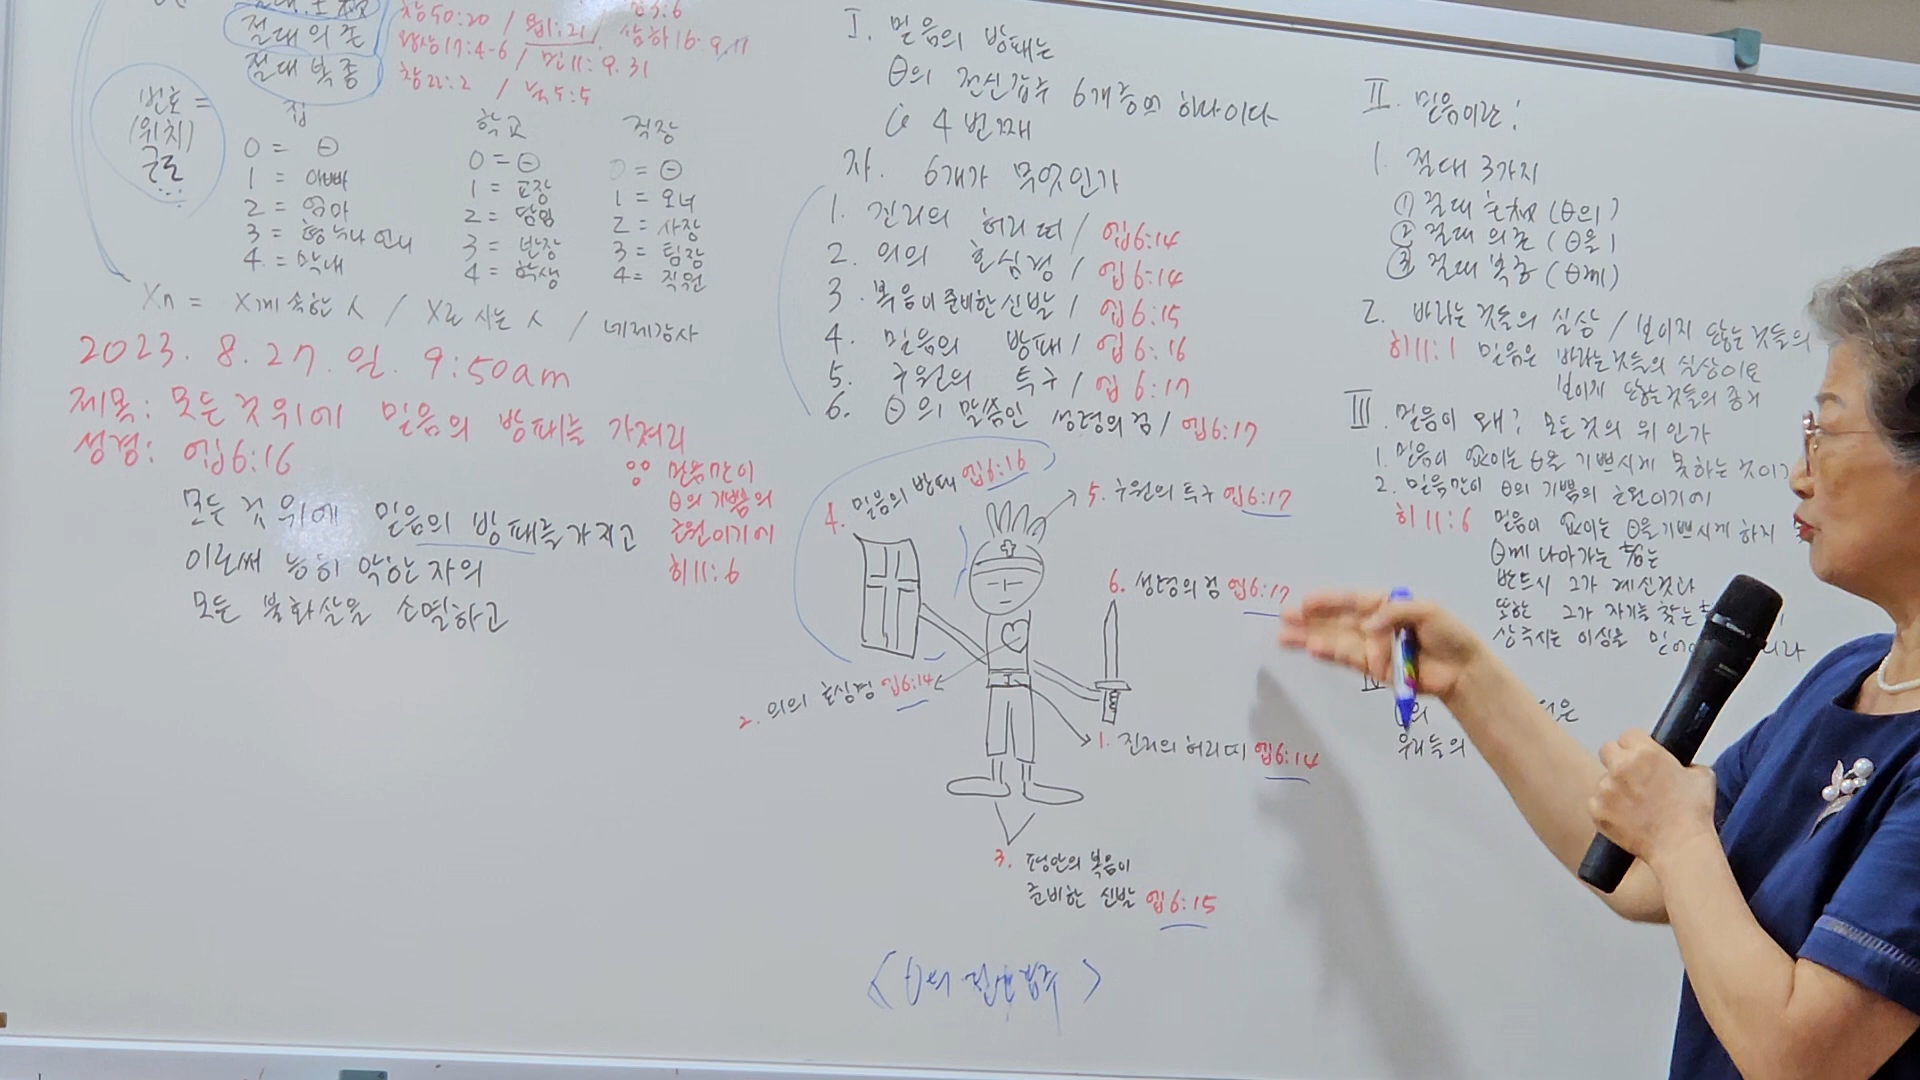 절대 의존
절대 복종
창50:20 / 욥1:21 / 삼하16:9,11
왕상17:4-6 / 민11:9,31
창22:2 / 눅5:5
번호 =
(위치)
구도
집
0 = Θ
1 = 아빠
2 = 엄마
3 = 형 누나 언니
4 = 막내
학교
0 = Θ
1 = 교장
2 = 담임
3 = 반장
4 = 학생
직장
0 = Θ
1 = 오너
2 = 사장
3 = 팀장
4 = 직원
Xn = X께 속한 人 / X로 사는 人 / 네제강사
2023. 8. 27. 일. 9:50am
제목: 모든 것 위에 믿음의 방패를 가져라
성경: 엡6:16
모든 것 위에 믿음의 방패를 가지고
이로써 능히 악한 자의
모든 불화살을 소멸하고
믿음만이
Θ의 기쁨의
근원이기에
히11:6
I. 믿음의 방패는
Θ의 전신갑주 6개중의 하나이다
4번째
자. 6개가 무엇인가
1. 진리의 허리띠 / 엡6:14
2. 의의 호심경 / 엡6:14
3. 복음이 준비한 신발 / 엡6:15
4. 믿음의 방패 / 엡6:16
5. 구원의 투구 / 엡6:17
6. Θ의 말씀인 성령의 검 / 엡6:17
4. 믿음의 방패 엡6:16
5. 구원의 투구 엡6:17
6. 성령의 검 엡6:17
2. 의의 호심경 엡6:14
1. 진리의 허리띠 엡6:14
3. 평안의 복음이
준비한 신발 엡6:15
< Θ의 전신갑주 >
II. 믿음이란?
1. 절대 3가지
① 절대 주체 (Θ의)
② 절대 의존 (Θ을)
③ 절대 복종 (Θ께)
2. 바라는 것들의 실상 / 보이지 않는 것들의
히11:1 믿음은 바라는 것들의 실상이요
보이지 않는 것들의 증거
III. 믿음이 왜? 모든 것의 위인가
1. 믿음이 없이는 Θ을 기쁘시게 못하는 것이기
2. 믿음만이 Θ의 기쁨의 근원이기에
히11:6 믿음이 없이는 Θ을 기쁘시게 하지
Θ께 나아가는 자는
반드시 그가 계신것과
또한 그가 자기를 찾는
상주시는 이심을 믿어
IV
우리들의